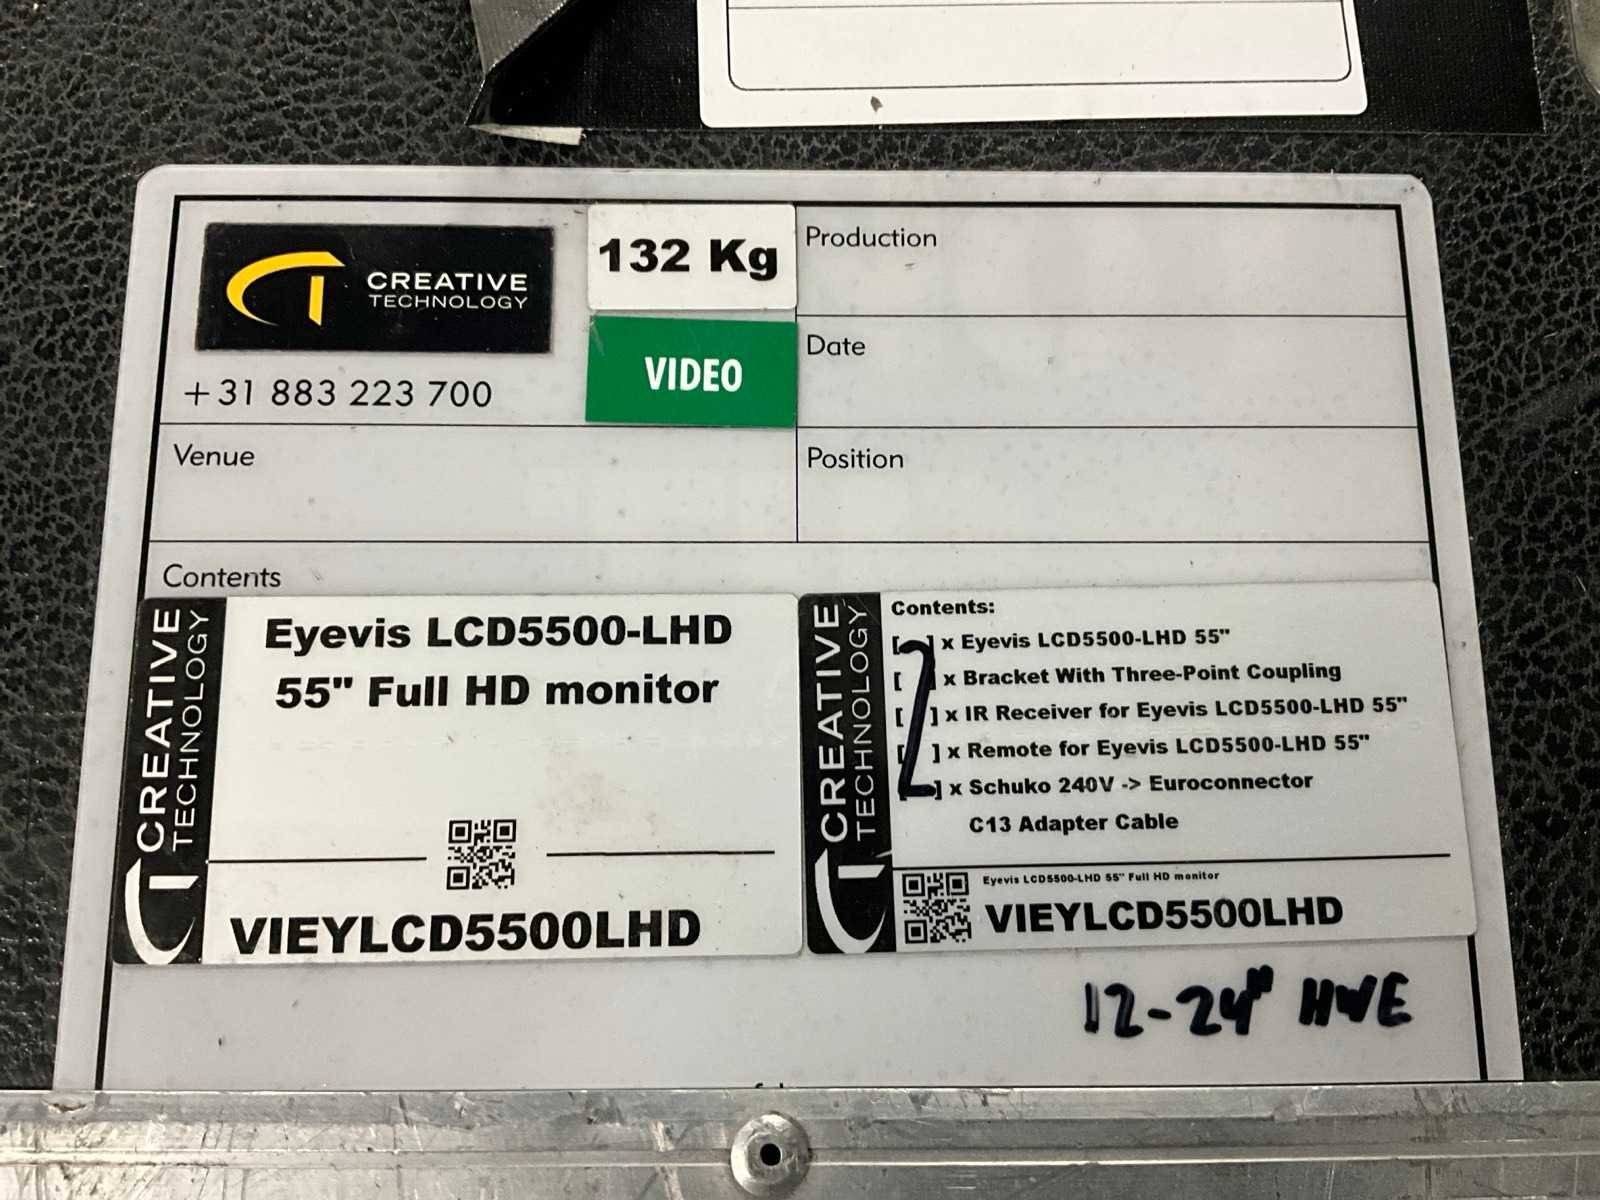 CREATIVE
TECHNOLOGY
132 Kg
Production
VIDEO
Date
+31 883 223 700
Venue
Position
Contents
CREATIVE
TECHNOLOGY
Eyevis LCD5500-LHD
55" Full HD monitor
VIEYLCD5500LHD
CREATIVE
TECHNOLOGY
Contents:
2
[ ] x Eyevis LCD5500-LHD 55"
[ ] x Bracket With Three-Point Coupling
[ ] x IR Receiver for Eyevis LCD5500-LHD 55"
[ ] x Remote for Eyevis LCD5500-LHD 55"
[ ] x Schuko 240V -> Euroconnector
C13 Adapter Cable
Eyevis LCD5500-LHD 55" Full HD monitor
VIEYLCD5500LHD
12-24" HWE